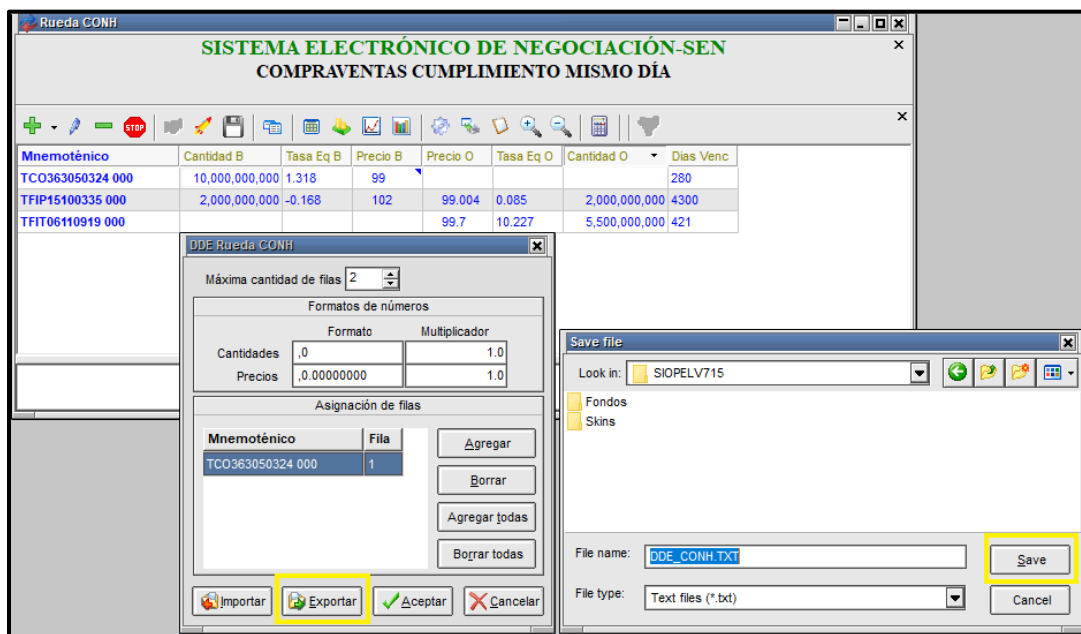 Rueda CONH
SISTEMA ELECTRÓNICO DE NEGOCIACIÓN-SEN
COMPRAVENTAS CUMPLIMIENTO MISMO DÍA
STOP
Mnemoténico Cantidad B Tasa Eq B Precio B Precio O Tasa Eq O Cantidad O Dias Venc
TCO363050324 000 10,000,000,000 1.318 99 280
TFIP15100335 000 2,000,000,000 -0.168 102 99.004 0.085 2,000,000,000 4300
TFIT06110919 000 99.7 10.227 5,500,000,000 421
DDE Rueda CONH
Máxima cantidad de filas 2
Formatos de números
Formato Multiplicador
Cantidades ,0 1.0
Precios ,0.00000000 1.0
Asignación de filas
Mnemoténico Fila
TCO363050324 000 1
Agregar
Borrar
Agregar todas
Borrar todas
Importar Exportar Aceptar Cancelar
Save file
Look in: SIOPELV715
Fondos
Skins
File name: DDE_CONH.TXT Save
File type: Text files (*.txt) Cancel